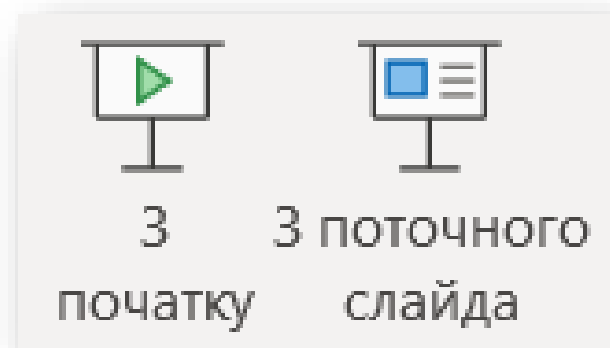 З
початку
З поточного
слайда